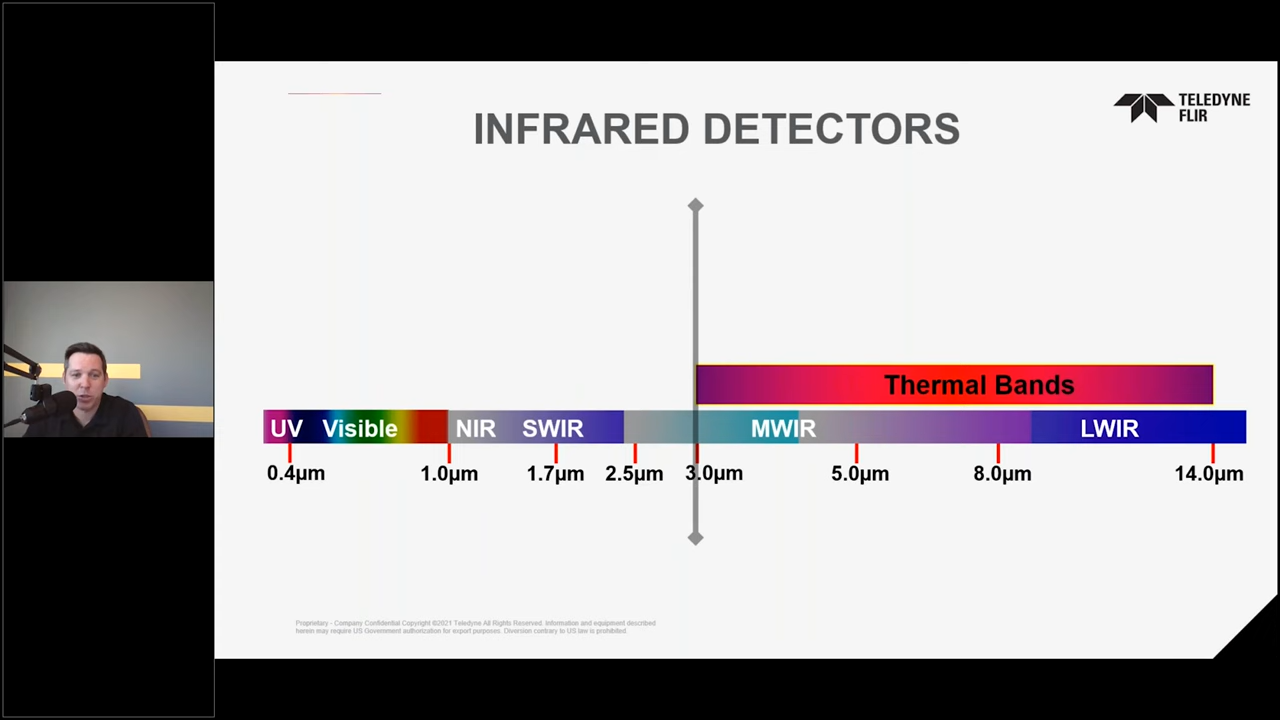 INFRARED DETECTORS
TELEDYNE
FLIR
Thermal Bands
UV Visible NIR SWIR MWIR LWIR
0.4µm 1.0µm 1.7µm 2.5µm 3.0µm 5.0µm 8.0µm 14.0µm
Proprietary - Company Confidential Copyright ©2021 Teledyne All Rights Reserved. Information and equipment described
herein may require US Government authorization for export purposes. Diversion contrary to US law is prohibited.